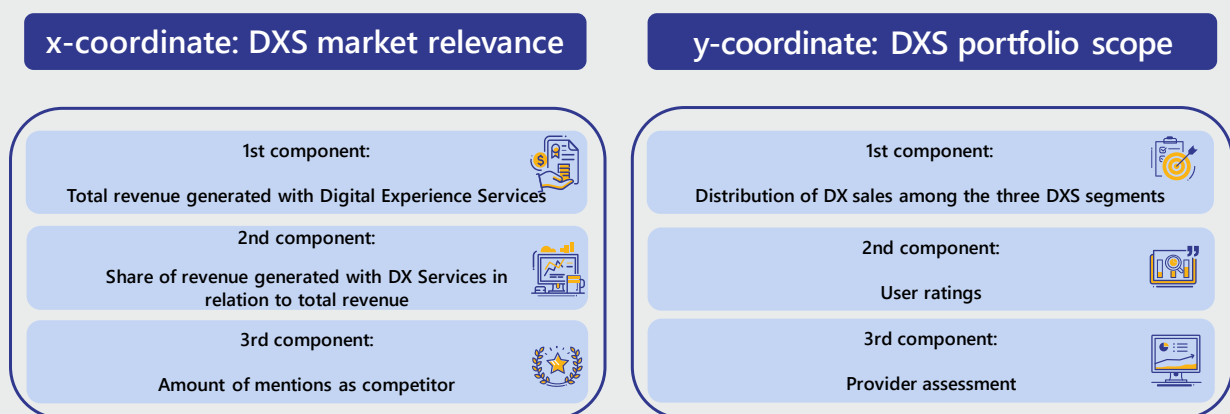 x-coordinate: DXS market relevance
1st component:
Total revenue generated with Digital Experience Services
2nd component:
Share of revenue generated with DX Services in
relation to total revenue
3rd component:
Amount of mentions as competitor
y-coordinate: DXS portfolio scope
1st component:
Distribution of DX sales among the three DXS segments
2nd component:
User ratings
3rd component:
Provider assessment